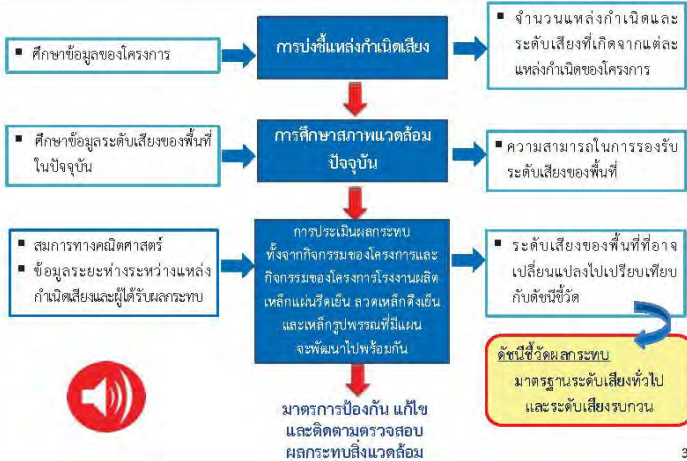 ▪ ศึกษาข้อมูลของโครงการ
การบ่งชี้แหล่งกำเนิดเสียง
▪ จำนวนแหล่งกำเนิดและ
ระดับเสียงที่เกิดจากแต่ละ
แหล่งกำเนิดของโครงการ
▪ ศึกษาข้อมูลระดับเสียงของพื้นที่
ในปัจจุบัน
การศึกษาสภาพแวดล้อม
ปัจจุบัน
▪ ความสามารถในการรองรับ
ระดับเสียงของพื้นที่
▪ สมการทางคณิตศาสตร์
▪ ข้อมูลระยะห่างระหว่างแหล่ง
กำเนิดเสียงและผู้ได้รับผลกระทบ
การประเมินผลกระทบ
ทั้งจากกิจกรรมของโครงการและ
กิจกรรมของโครงการโรงงานผลิต
เหล็กแผ่นรีดเย็น ลวดเหล็กดึงเย็น
และเหล็กรูปพรรณที่มีแผน
จะพัฒนาไปพร้อมกัน
▪ ระดับเสียงของพื้นที่ที่อาจ
เปลี่ยนแปลงไปเปรียบเทียบ
กับดัชนีชี้วัด
ดัชนีชี้วัดผลกระทบ
มาตรฐานระดับเสียงทั่วไป
และระดับเสียงรบกวน
มาตรการป้องกัน แก้ไข
และติดตามตรวจสอบ
ผลกระทบสิ่งแวดล้อม
3